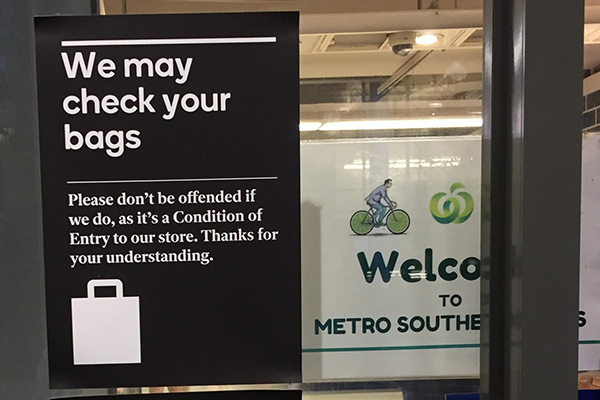 We may
check your
bags
Please don't be offended if
we do, as it's a Condition of
Entry to our store. Thanks for
your understanding.
Welco
TO
METRO SOUTHE S